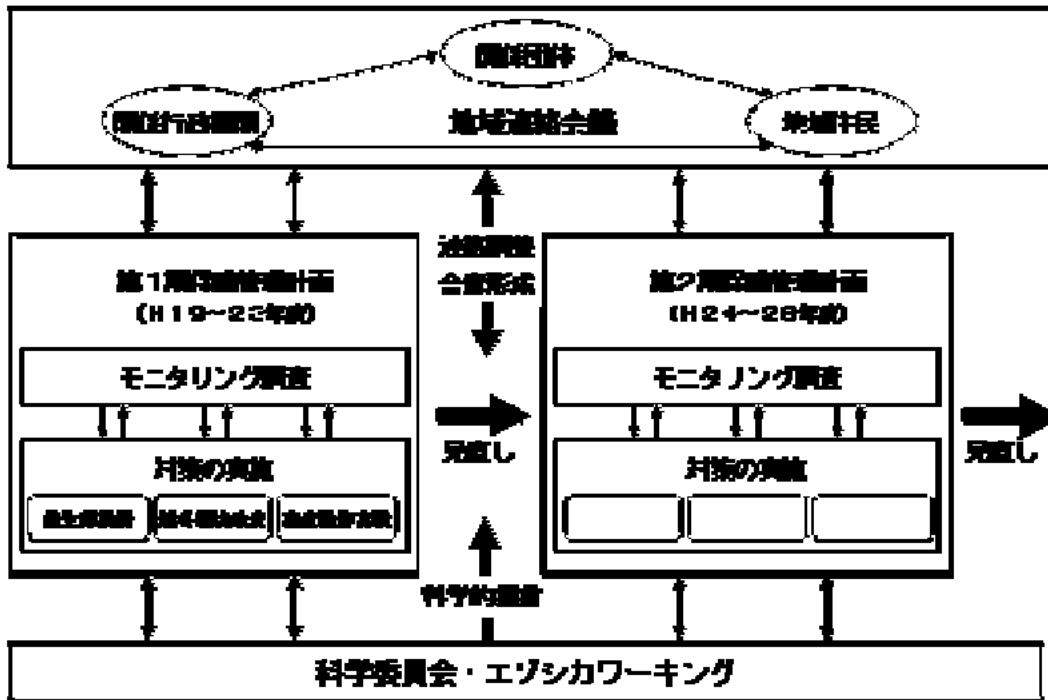 関係団体
関係行政機関
地域連絡会議
地域住民
連絡調整
合意形成
第1期保護管理計画
(H19～23年度)
第2期保護管理計画
(H24～28年度)
モニタリング調査
モニタリング調査
対策の実施
見直し
対策の実施
見直し
科学的提言
科学委員会・エゾシカワーキング